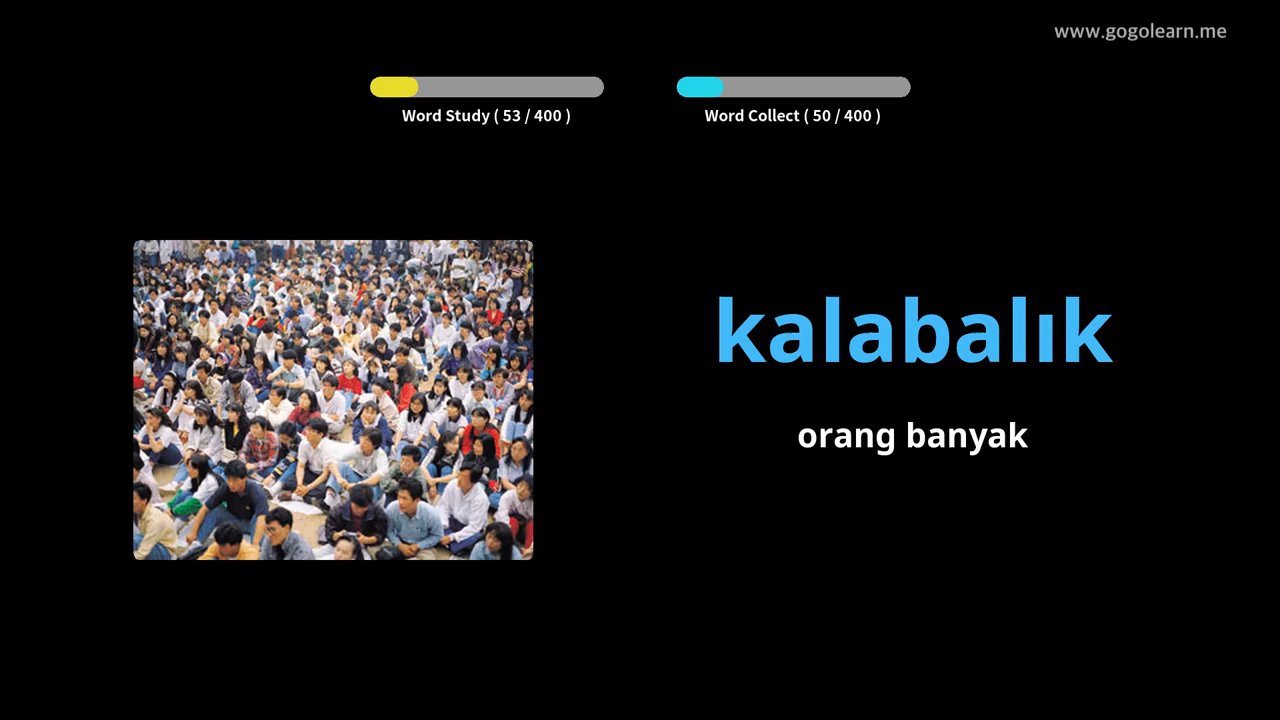 www.gogolearn.me
Word Study ( 53 / 400 )
Word Collect ( 50 / 400 )
kalabalık
orang banyak